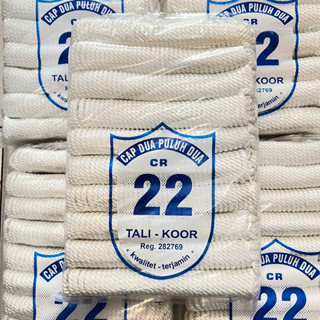 CAP DUA PULUH DUA
CR
22
TALI - KOOR
Reg. 282769
• kwalitet - terjamin •